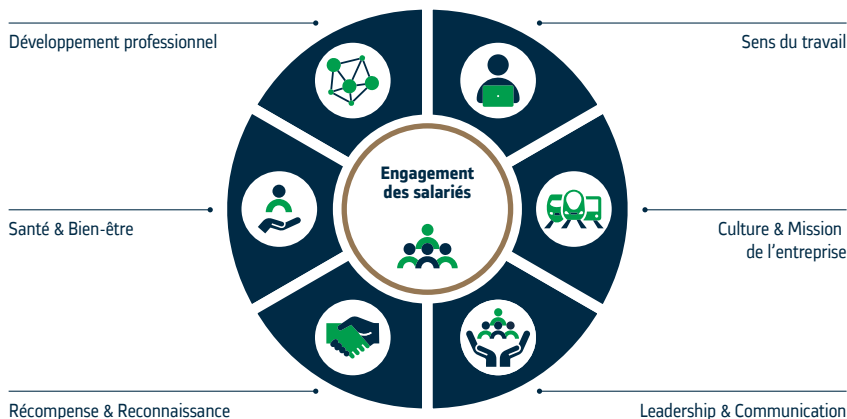 Développement professionnel
Sens du travail
Engagement
des salariés
Santé & Bien-être
Culture & Mission
de l'entreprise
Récompense & Reconnaissance
Leadership & Communication